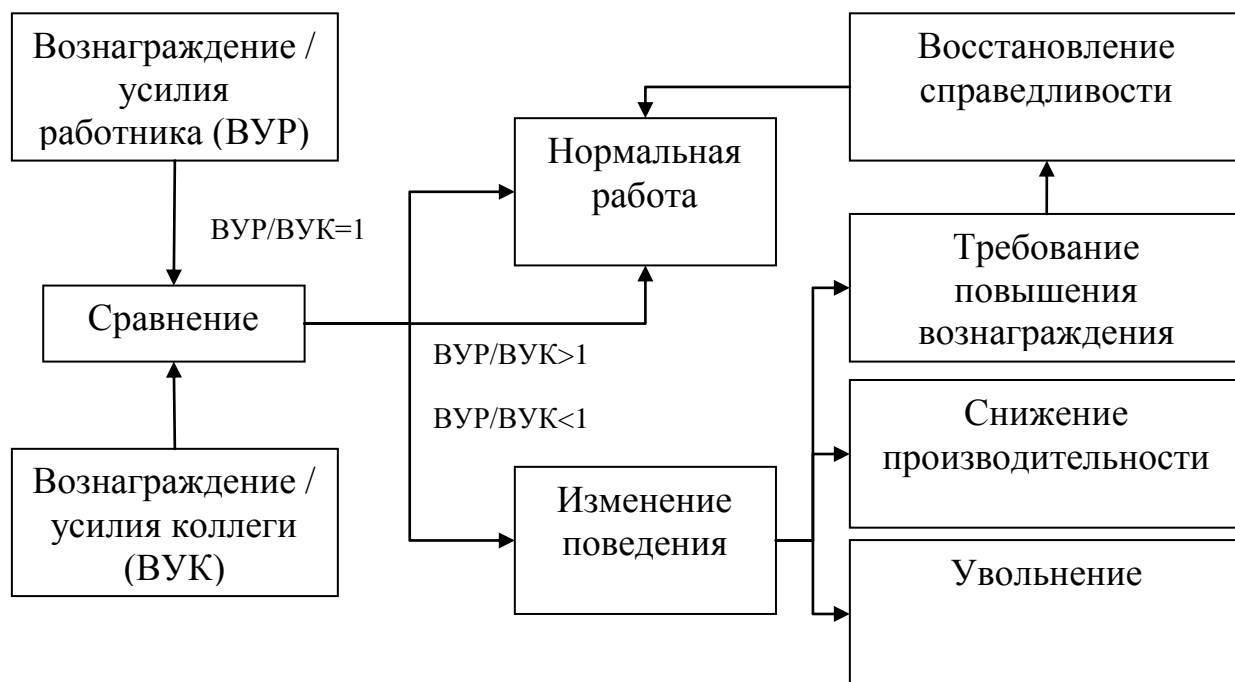 Вознаграждение /
усилия
работника (ВУР)
ВУР/ВУК=1
Сравнение
Вознаграждение /
усилия коллеги
(ВУК)
Нормальная
работа
ВУР/ВУК>1
ВУР/ВУК<1
Изменение
поведения
Восстановление
справедливости
Требование
повышения
вознаграждения
Снижение
производительности
Увольнение